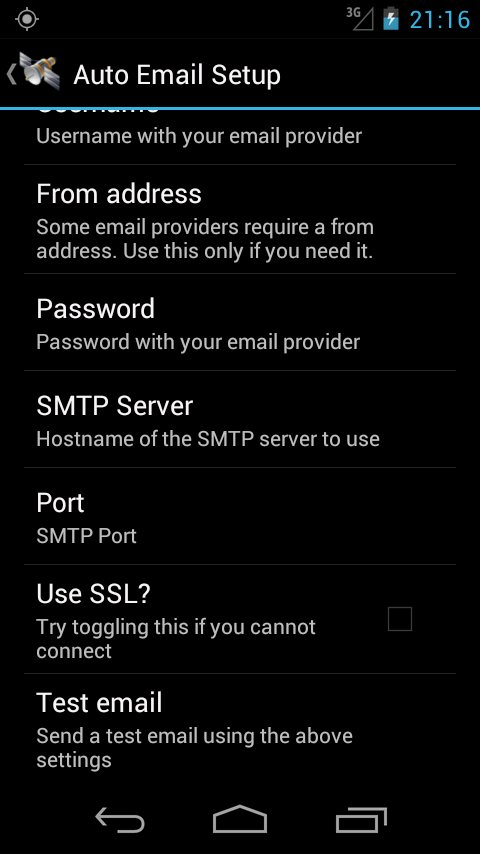 3G
21:16
Auto Email Setup
Username
Username with your email provider
From address
Some email providers require a from
address. Use this only if you need it.
Password
Password with your email provider
SMTP Server
Hostname of the SMTP server to use
Port
SMTP Port
Use SSL?
Try toggling this if you cannot
connect
Test email
Send a test email using the above
settings